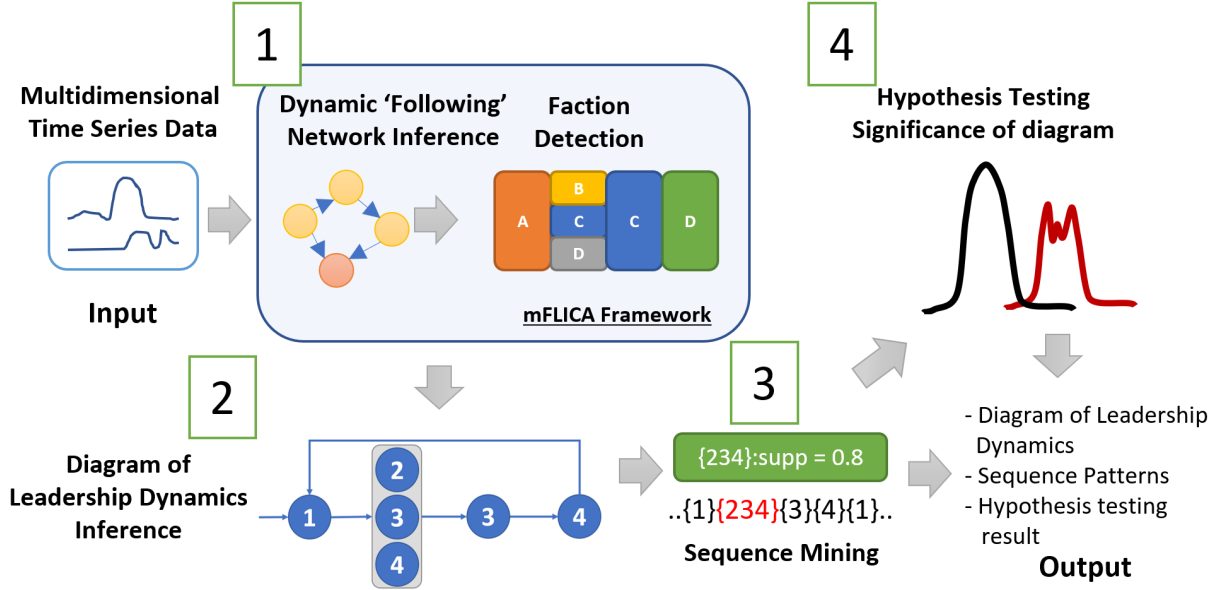 1
4
Multidimensional
Time Series Data
Dynamic ‘Following’
Network Inference
Faction
Detection
Hypothesis Testing
Significance of diagram
A
B
C
D
C
D
Input
mFLICA Framework
2
3
Diagram of
Leadership Dynamics
Inference
1
2
3
4
3
4
{234}:supp = 0.8
..{1}{234}{3}{4}{1}..
Sequence Mining
- Diagram of Leadership
Dynamics
- Sequence Patterns
- Hypothesis testing
result
Output